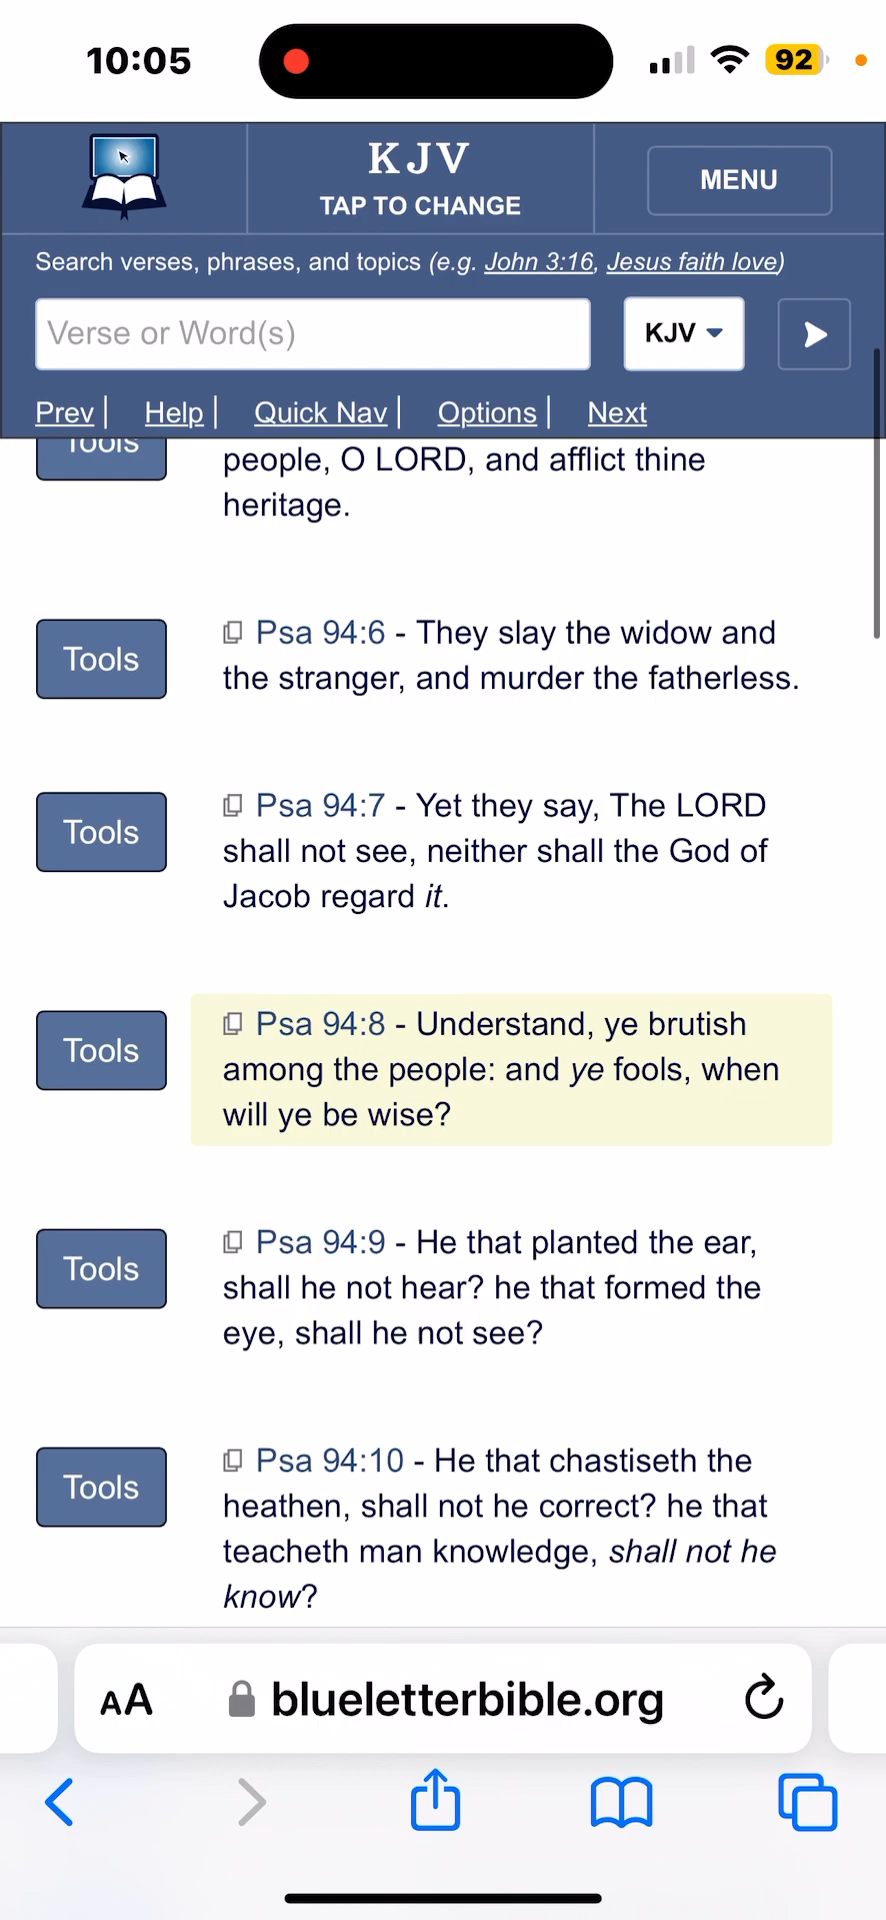 10:05
92
KJV
TAP TO CHANGE
MENU
Search verses, phrases, and topics (e.g. John 3:16, Jesus faith love)
Verse or Word(s)
KJV
Prev | Help | Quick Nav | Options | Next
Tools
people, O LORD, and afflict thine
heritage.
Tools
Psa 94:6 - They slay the widow and
the stranger, and murder the fatherless.
Tools
Psa 94:7 - Yet they say, The LORD
shall not see, neither shall the God of
Jacob regard it.
Tools
Psa 94:8 - Understand, ye brutish
among the people: and ye fools, when
will ye be wise?
Tools
Psa 94:9 - He that planted the ear,
shall he not hear? he that formed the
eye, shall he not see?
Tools
Psa 94:10 - He that chastiseth the
heathen, shall not he correct? he that
teacheth man knowledge, shall not he
know?
AA
blueletterbible.org